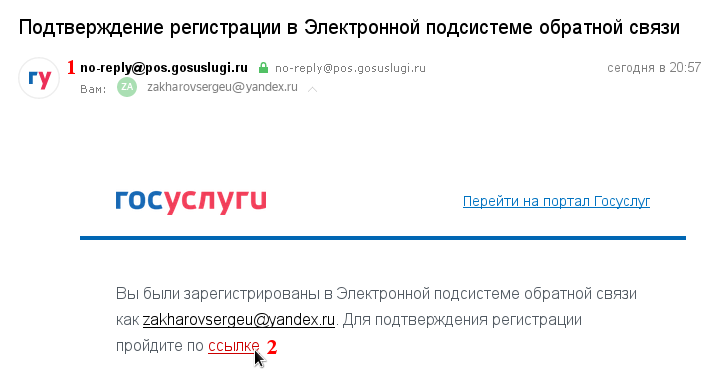 Подтверждение регистрации в Электронной подсистеме обратной связи
гу 1 no-reply@pos.gosuslugi.ru no-reply@pos.gosuslugi.ru сегодня в 20:57
Вам: ZA zakharovsergeu@yandex.ru
госуслуги Перейти на портал Госуслуг
Вы были зарегистрированы в Электронной подсистеме обратной связи
как zakharovsergeu@yandex.ru. Для подтверждения регистрации
пройдите по ссылке 2